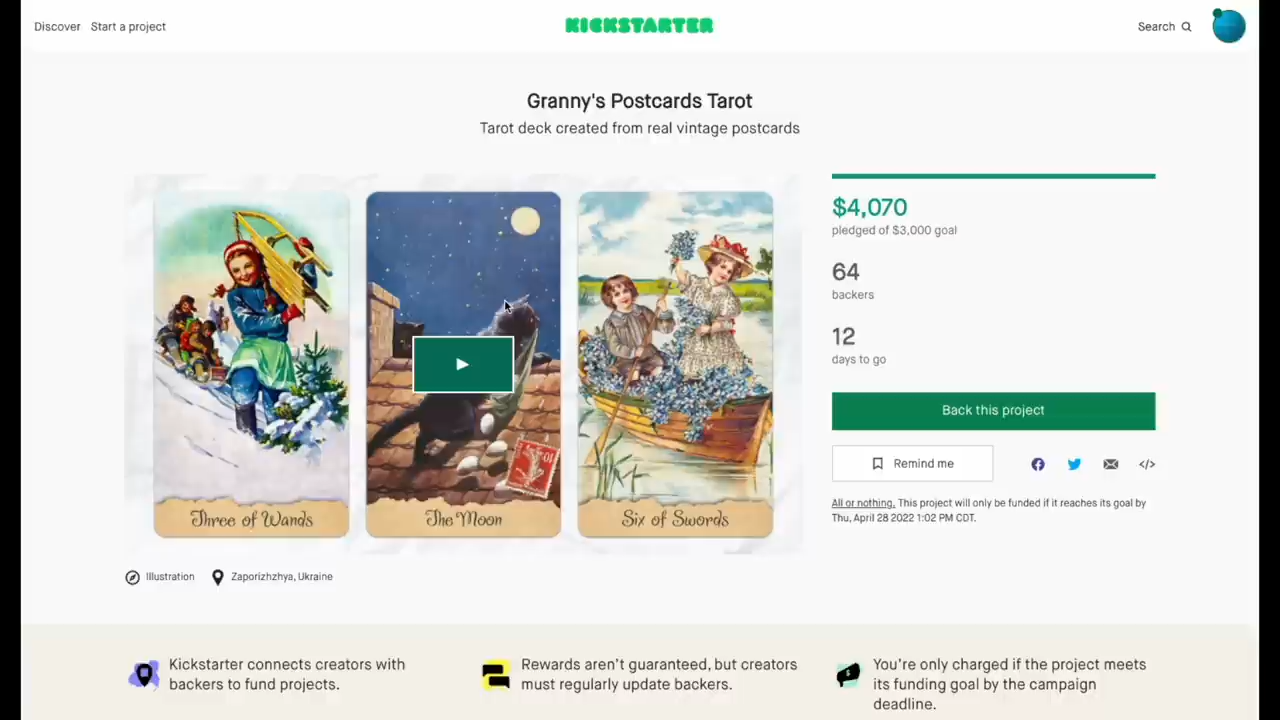 Discover Start a project
KICKSTARTER
Search
Granny's Postcards Tarot
Tarot deck created from real vintage postcards
Three of Wands
The Moon
Six of Swords
$4,070
pledged of $3,000 goal
64
backers
12
days to go
Back this project
Remind me
All or nothing. This project will only be funded if it reaches its goal by
Thu, April 28 2022 1:02 PM CDT.
Illustration
Zaporizhzhya, Ukraine
Kickstarter connects creators with
backers to fund projects.
Rewards aren't guaranteed, but creators
must regularly update backers.
You're only charged if the project meets
its funding goal by the campaign
deadline.